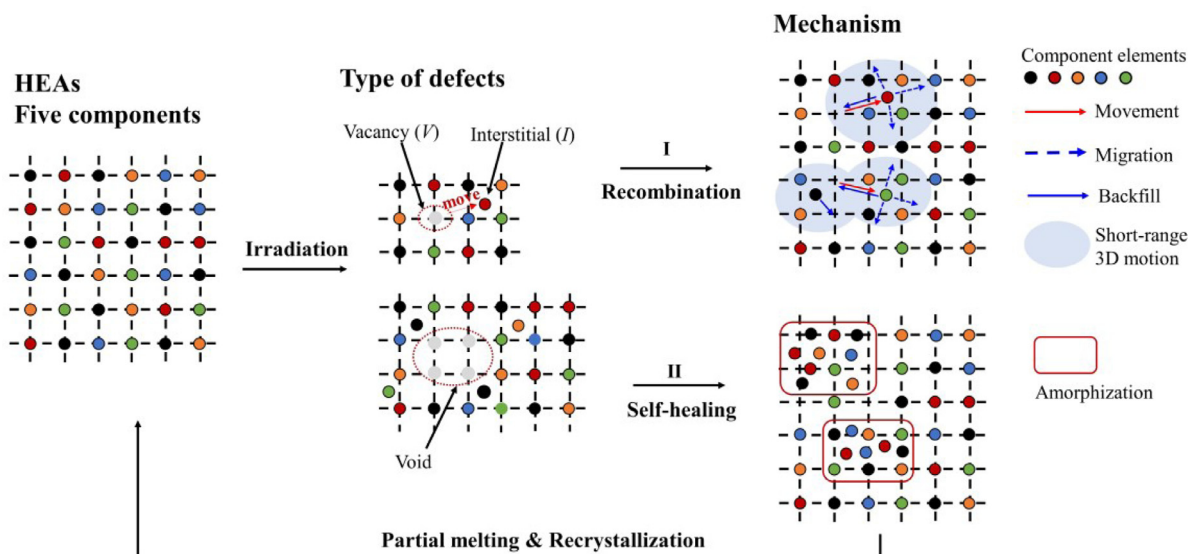 HEAs
Five components
Irradiation
Type of defects
Vacancy (V)
Interstitial (I)
move
Void
I
Recombination
II
Self-healing
Mechanism
Component elements
Movement
Migration
Backfill
Short-range
3D motion
Amorphization
Partial melting & Recrystallization